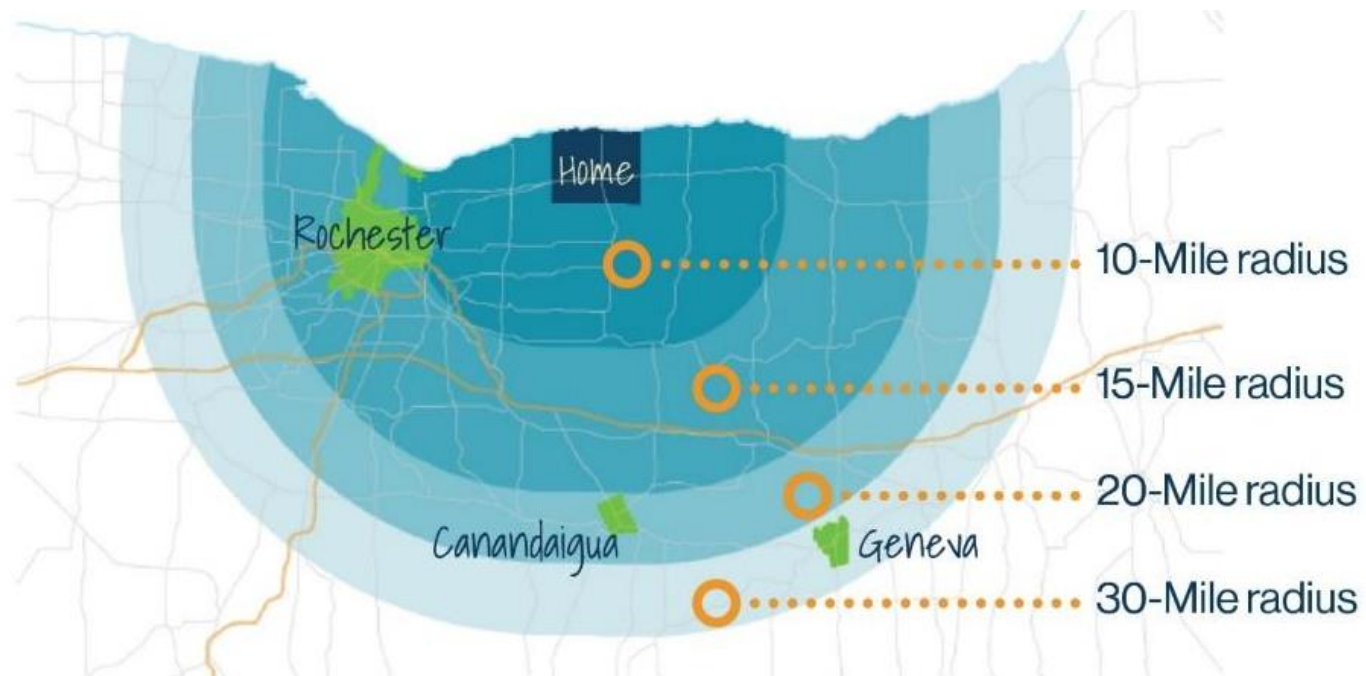 Home
Rochester
10-Mile radius
15-Mile radius
20-Mile radius
Canandaigua
Geneva
30-Mile radius